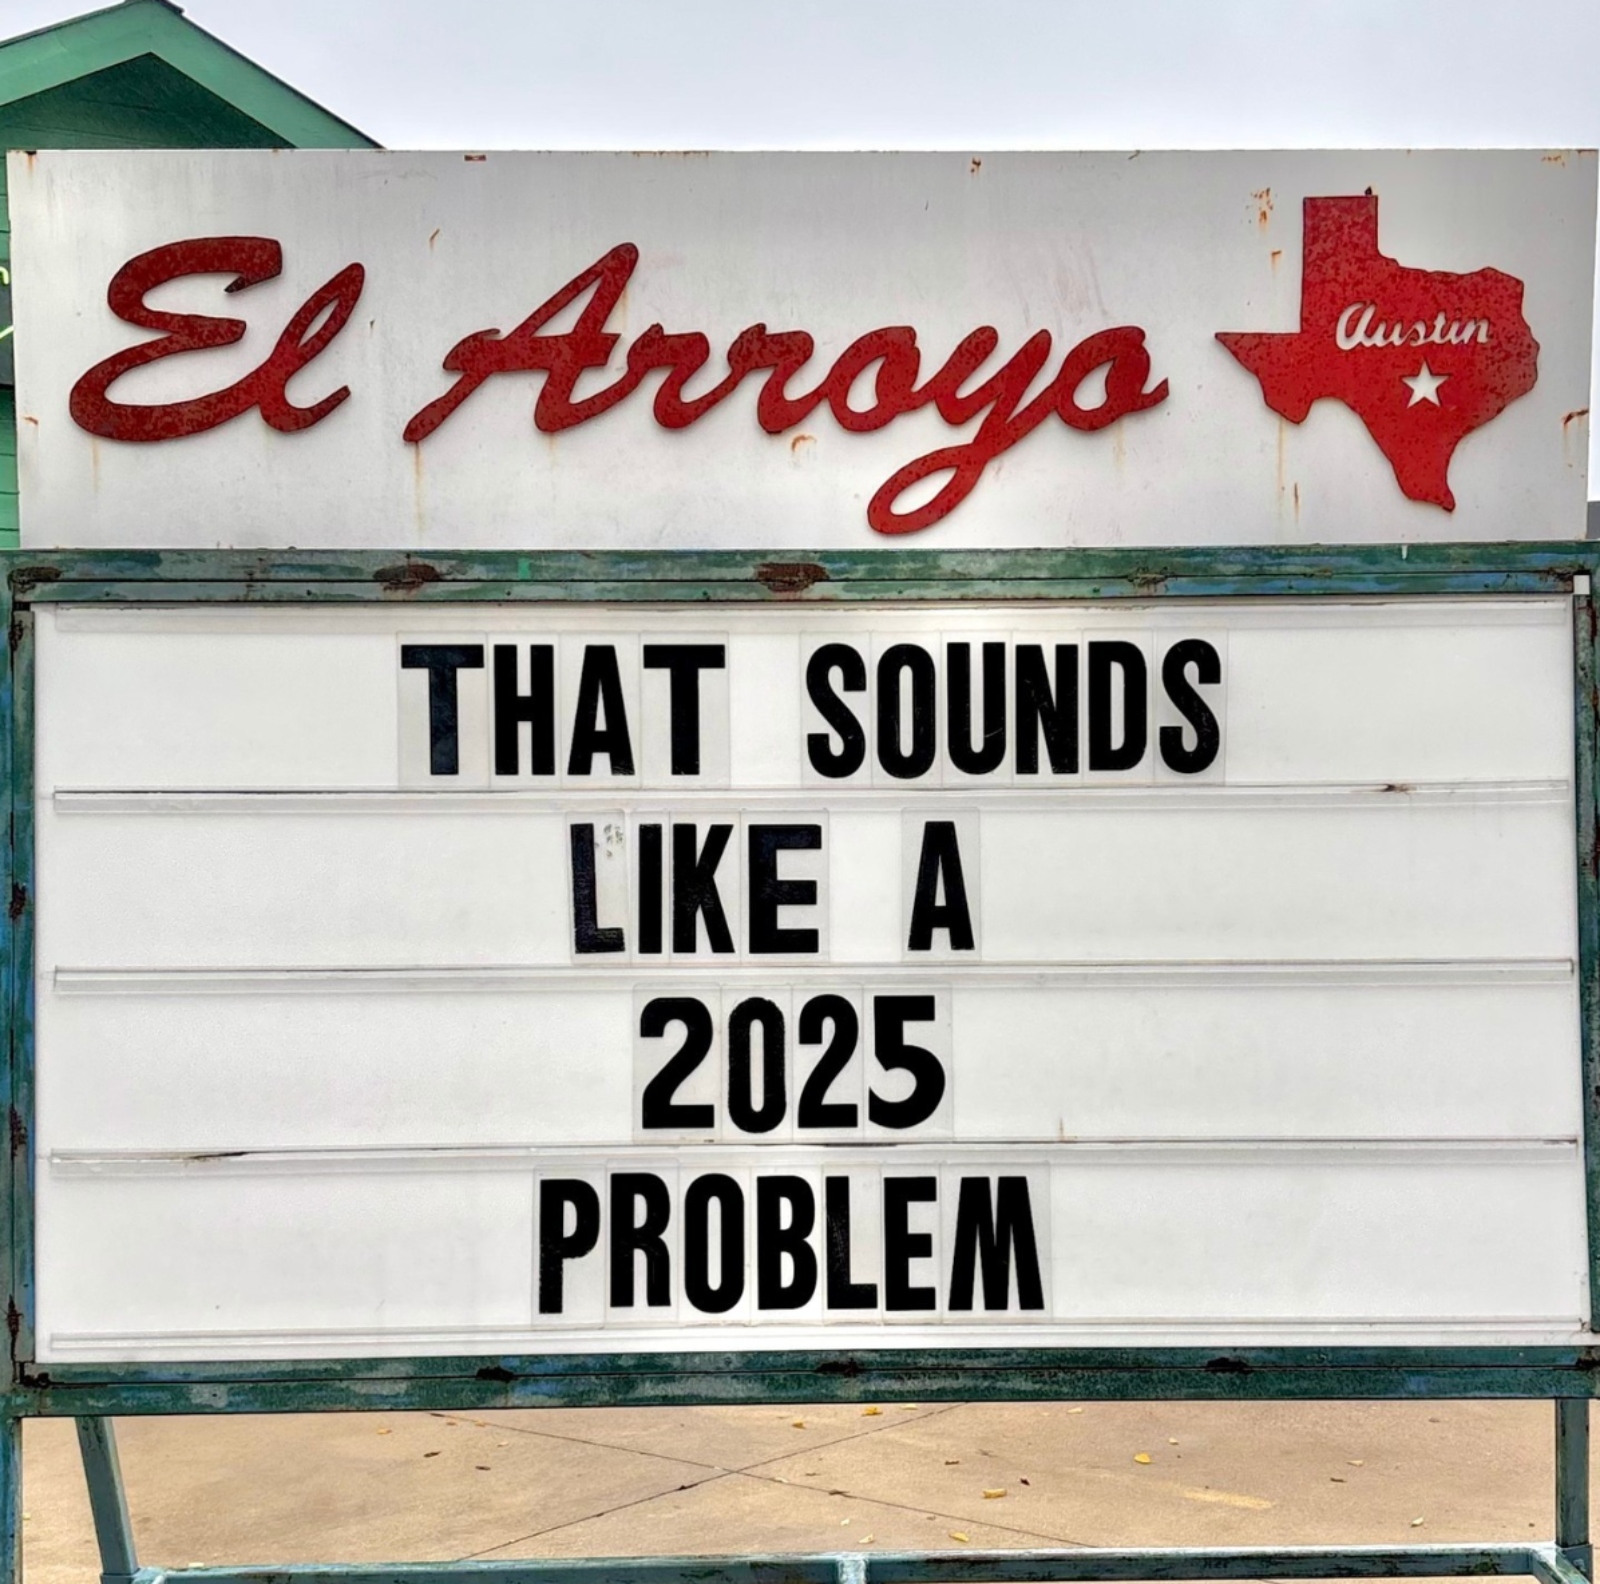 El Arroyo
Austin
THAT SOUNDS
LIKE A
2025
PROBLEM